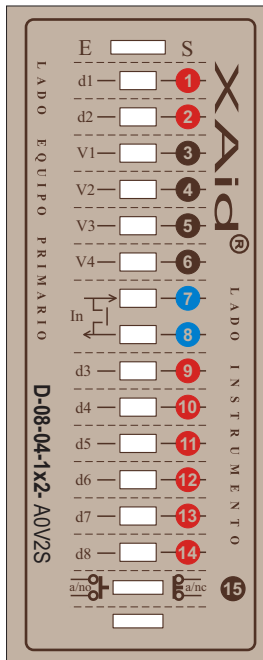 E S
d1 1
d2 2
V1 3
V2 4
V3 5
V4 6
In 7
8
d3 9
d4 10
d5 11
d6 12
d7 13
d8 14
a/no a/nc 15
LADO EQUIPO PRIMARIO
D-08-04-1x2- A0V2S
XAid®
LADO INSTRUMENTO